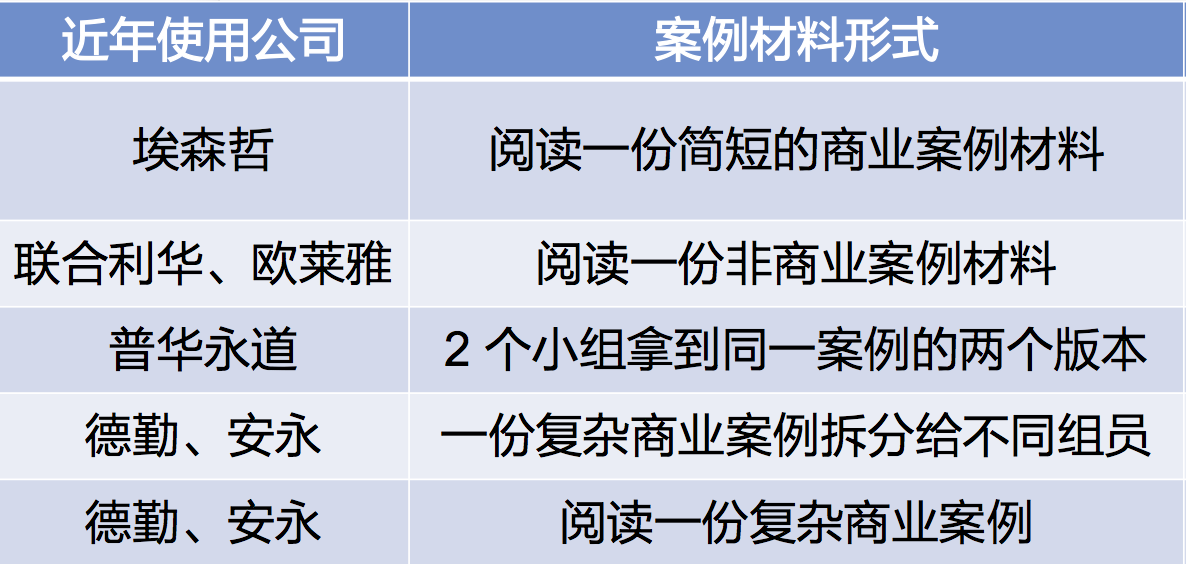 近年使用公司 案例材料形式
埃森哲 阅读一份简短的商业案例材料
联合利华、欧莱雅 阅读一份非商业案例材料
普华永道 2 个小组拿到同一案例的两个版本
德勤、安永 一份复杂商业案例拆分给不同组员
德勤、安永 阅读一份复杂商业案例